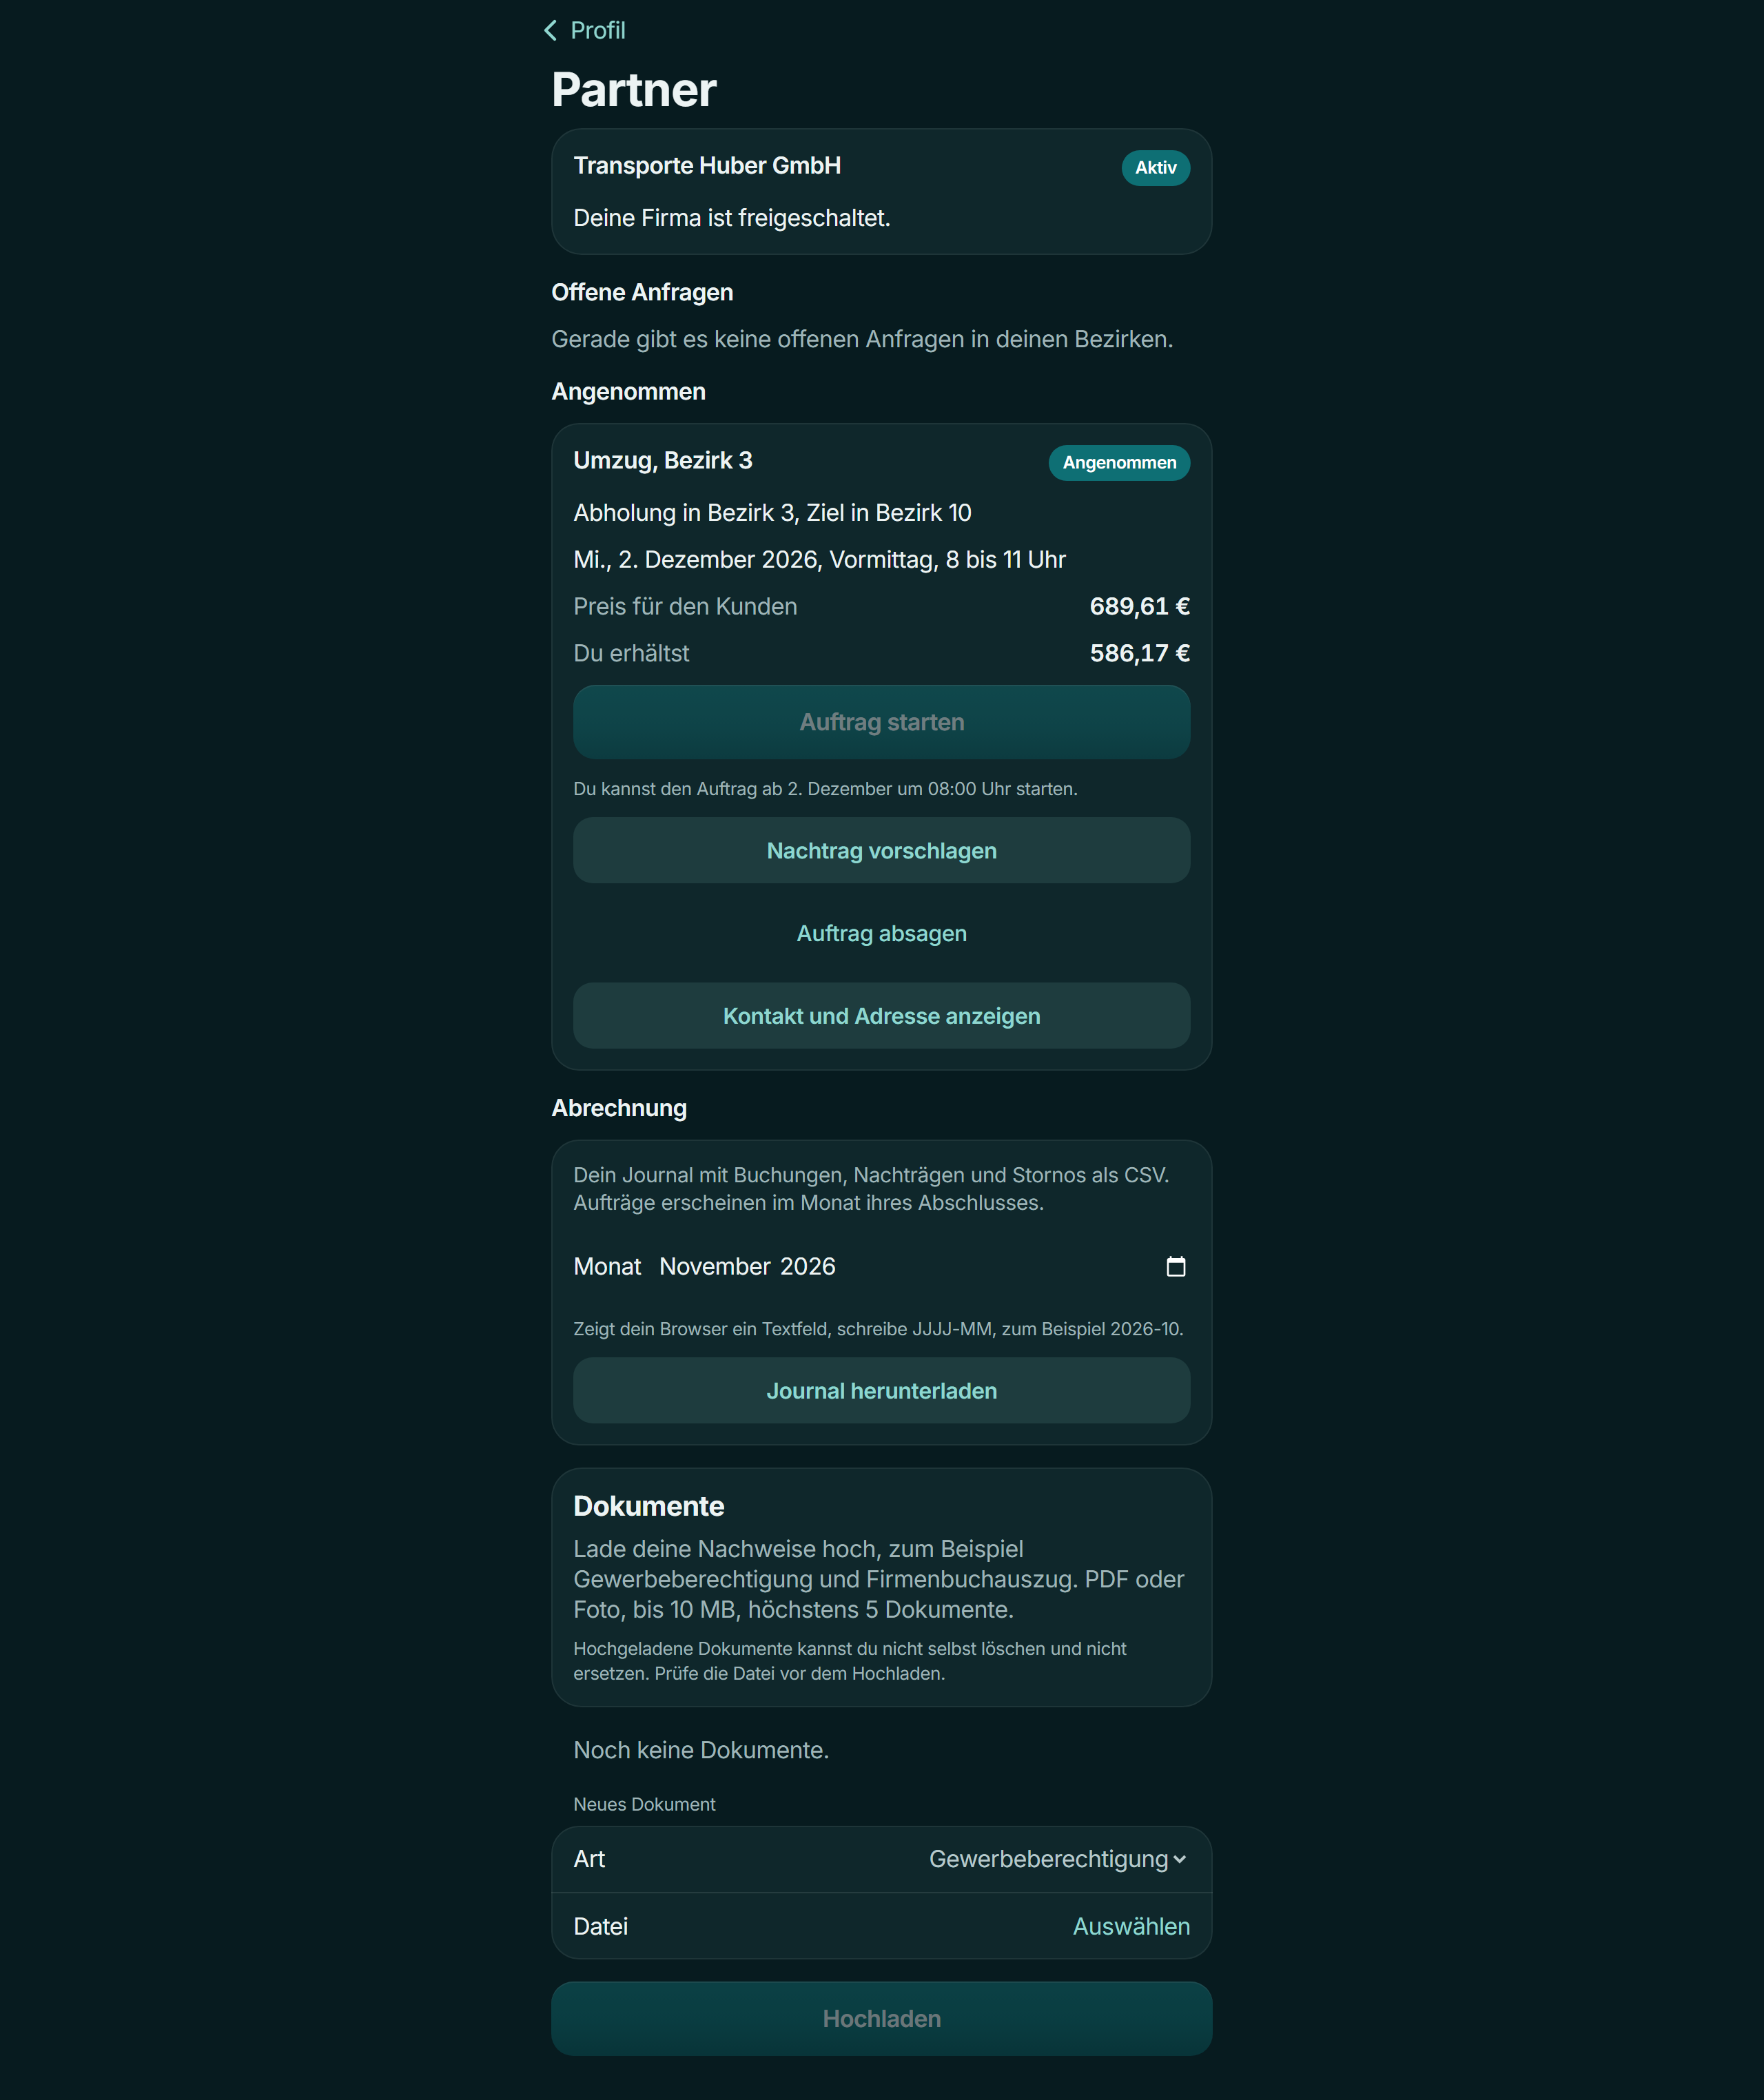 Profil
Partner
Transporte Huber GmbH
Aktiv
Deine Firma ist freigeschaltet.
Offene Anfragen
Gerade gibt es keine offenen Anfragen in deinen Bezirken.
Angenommen
Umzug, Bezirk 3
Angenommen
Abholung in Bezirk 3, Ziel in Bezirk 10
Mi., 2. Dezember 2026, Vormittag, 8 bis 11 Uhr
Preis für den Kunden 689,61 €
Du erhältst 586,17 €
Auftrag starten
Du kannst den Auftrag ab 2. Dezember um 08:00 Uhr starten.
Nachtrag vorschlagen
Auftrag absagen
Kontakt und Adresse anzeigen
Abrechnung
Dein Journal mit Buchungen, Nachträgen und Stornos als CSV.
Aufträge erscheinen im Monat ihres Abschlusses.
Monat November 2026
Zeigt dein Browser ein Textfeld, schreibe JJJJ-MM, zum Beispiel 2026-10.
Journal herunterladen
Dokumente
Lade deine Nachweise hoch, zum Beispiel
Gewerbeberechtigung und Firmenbuchauszug. PDF oder
Foto, bis 10 MB, höchstens 5 Dokumente.
Hochgeladene Dokumente kannst du nicht selbst löschen und nicht
ersetzen. Prüfe die Datei vor dem Hochladen.
Noch keine Dokumente.
Neues Dokument
Art Gewerbeberechtigung
Datei Auswählen
Hochladen